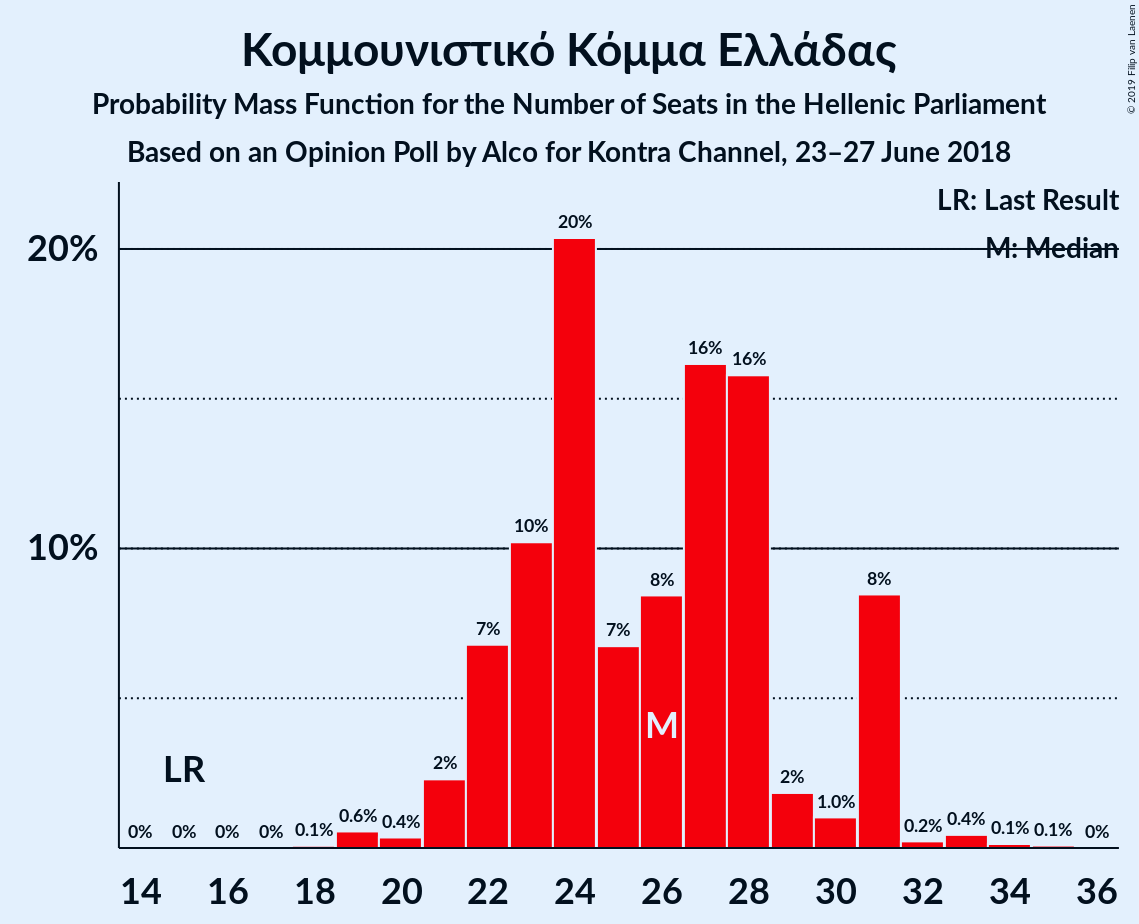 Κομμουνιστικό Κόμμα Ελλάδας
Probability Mass Function for the Number of Seats in the Hellenic Parliament
Based on an Opinion Poll by Alco for Kontra Channel, 23–27 June 2018
© 2019 Filip van Laenen
LR: Last Result
M: Median
20%
10%
20%
16%
16%
10%
8%
8%
7%
7%
M
LR
2%
2%
0%
0%
0%
0%
0.1%
0.6%
0.4%
1.0%
0.2%
0.4%
0.1%
0.1%
0%
14 16 18 20 22 24 26 28 30 32 34 36